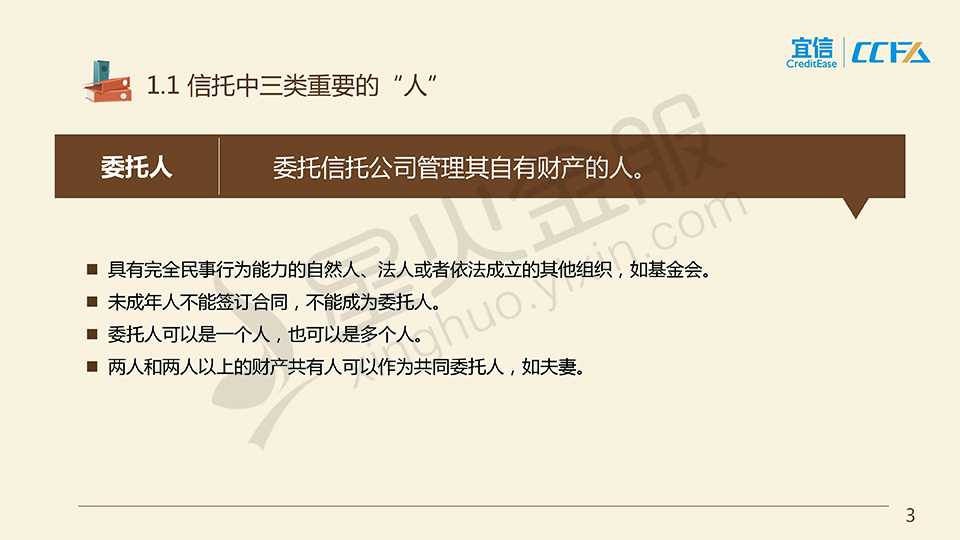 宜信
CreditEase
CCFA
1.1 信托中三类重要的“人”
委托人
委托信托公司管理其自有财产的人。
具有完全民事行为能力的自然人、法人或者依法成立的其他组织，如基金会。
未成年人不能签订合同，不能成为委托人。
委托人可以是一个人，也可以是多个人。
两人和两人以上的财产共有人可以作为共同委托人，如夫妻。
星火金服
xinghuo.yixin.com
3